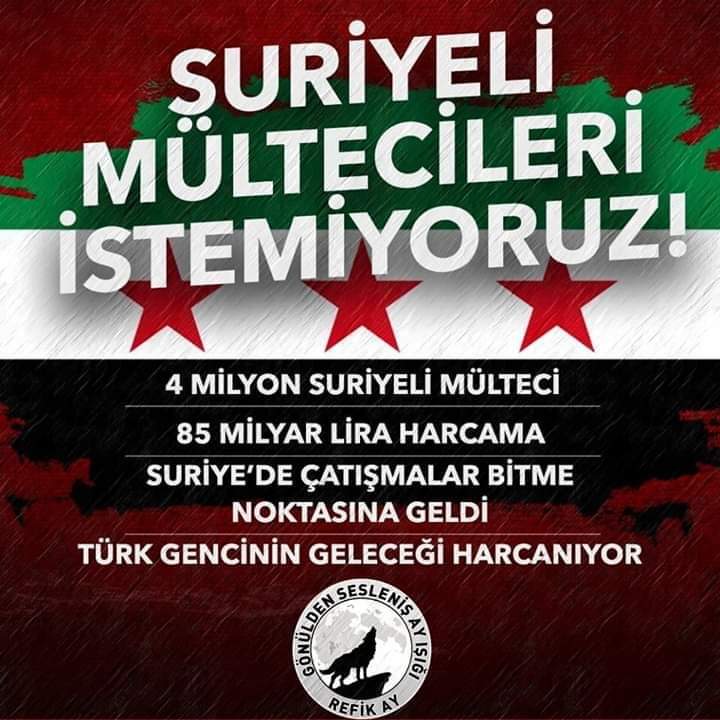 SURİYELİ
MÜLTECİLERİ
İSTEMİYORUZ!
4 MİLYON SURİYELİ MÜLTECİ
85 MİLYAR LİRA HARCAMA
SURİYE'DE ÇATIŞMALAR BİTME
NOKTASINA GELDİ
TÜRK GENCİNİN GELECEĞİ HARCANIYOR
GÖNÜLDEN SESLENİŞ AY IŞIĞI
REFİK AY